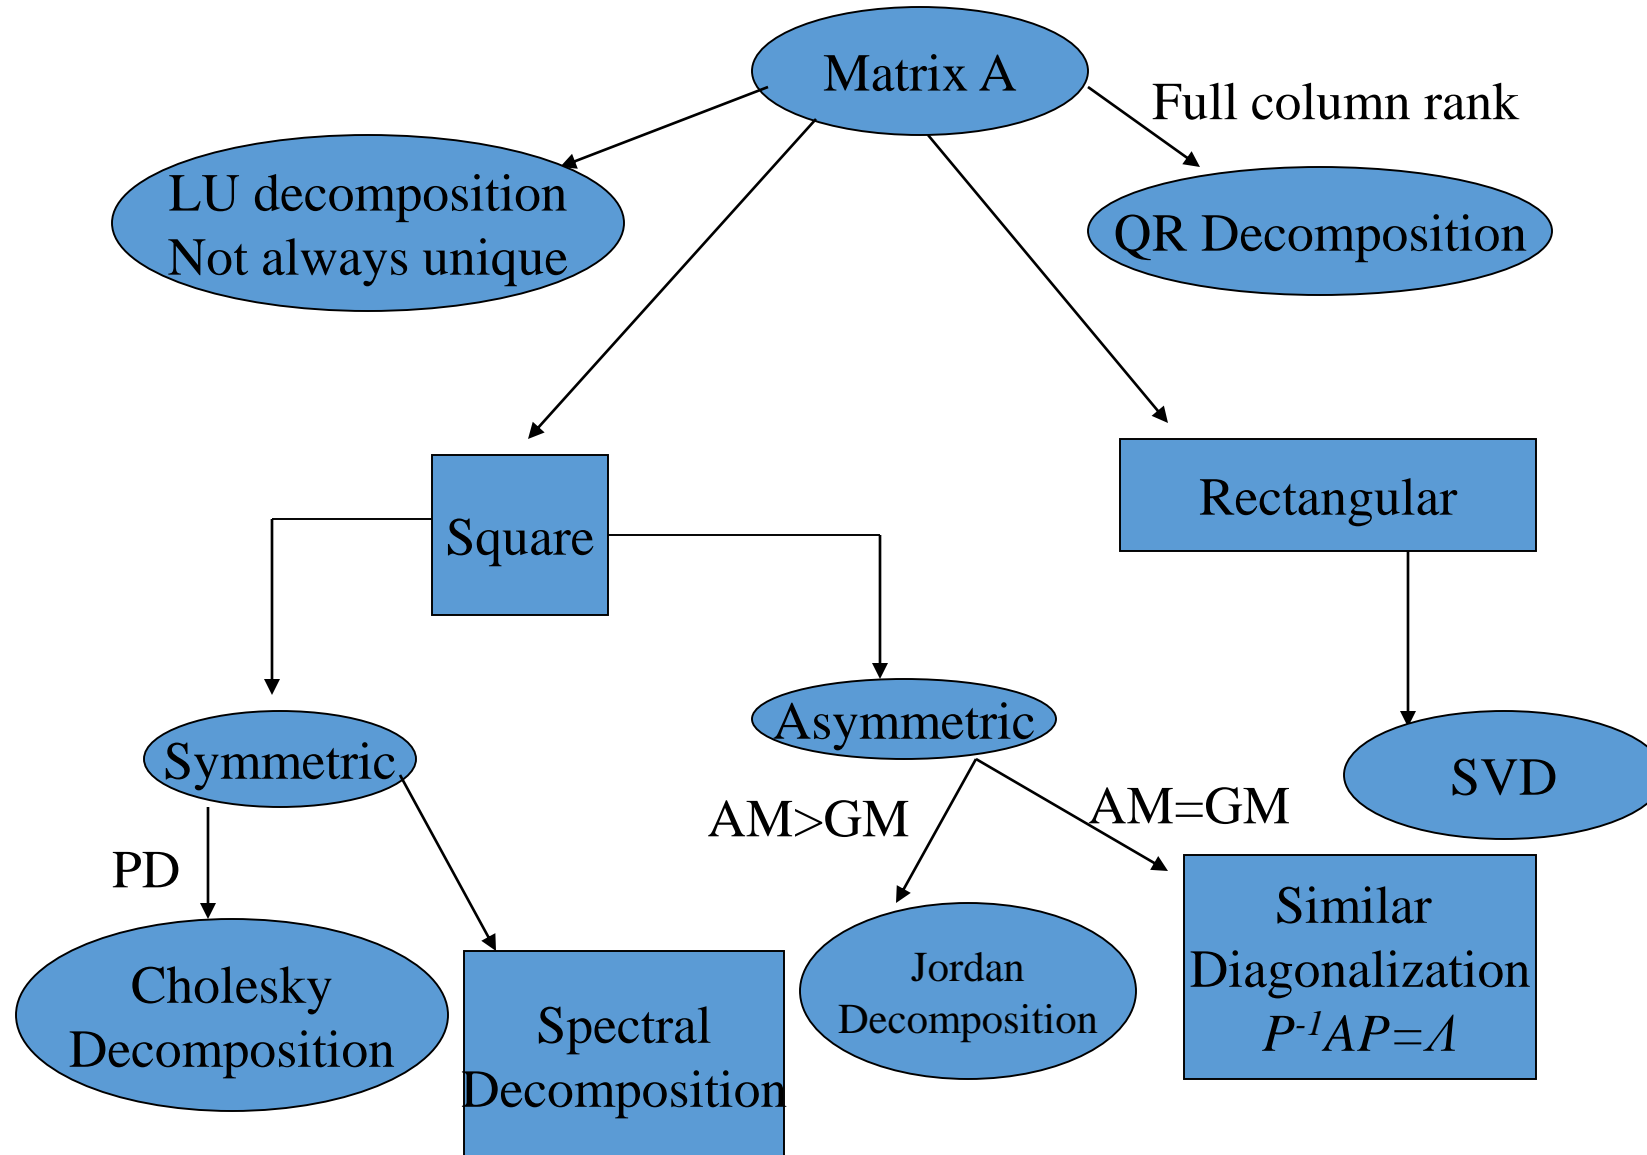 Matrix A
Full column rank
LU decomposition
Not always unique
QR Decomposition
Square
Rectangular
Symmetric
Asymmetric
SVD
PD
AM>GM
AM=GM
Cholesky
Decomposition
Spectral
Decomposition
Jordan
Decomposition
Similar
Diagonalization
P⁻¹AP=Λ